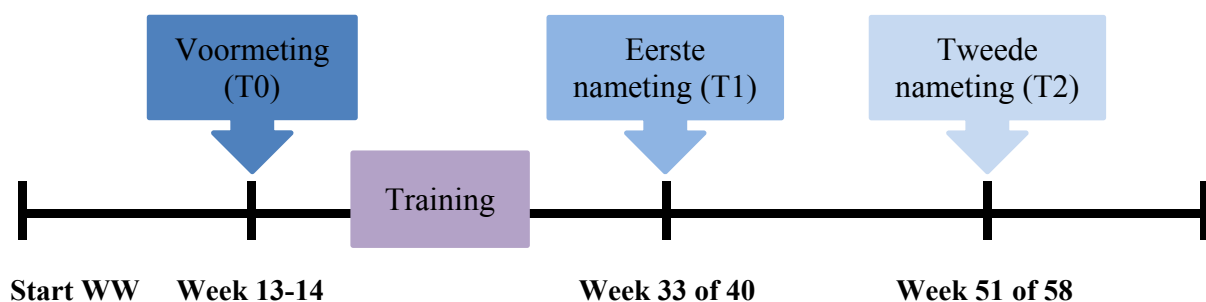 Voormeting
(T0)
Eerste
nameting (T1)
Tweede
nameting (T2)
Training
Start WW
Week 13-14
Week 33 of 40
Week 51 of 58